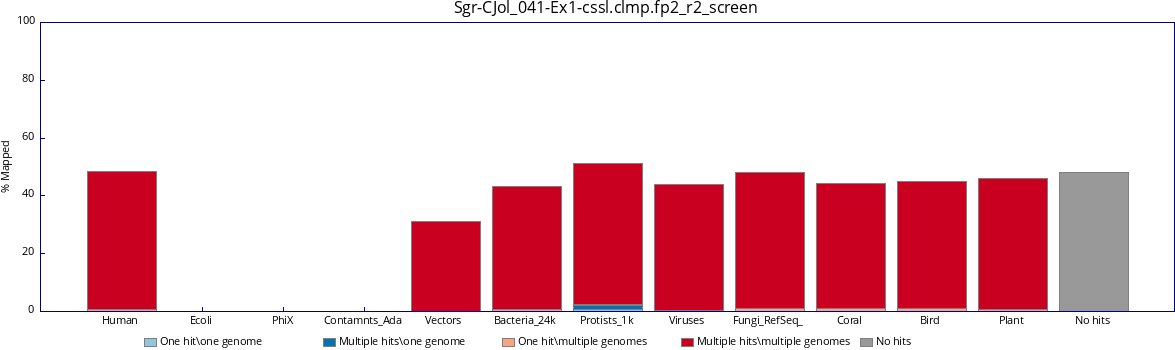 Sgr-CJol_041-Ex1-cssl.clmp.fp2_r2_screen
100
80
60
40
20
0
% Mapped
Human Ecoli PhiX Contamnts_Ada Vectors Bacteria_24k Protists_1k Viruses Fungi_RefSeq_ Coral Bird Plant No hits
One hit\one genome Multiple hits\one genome One hit\multiple genomes Multiple hits\multiple genomes No hits